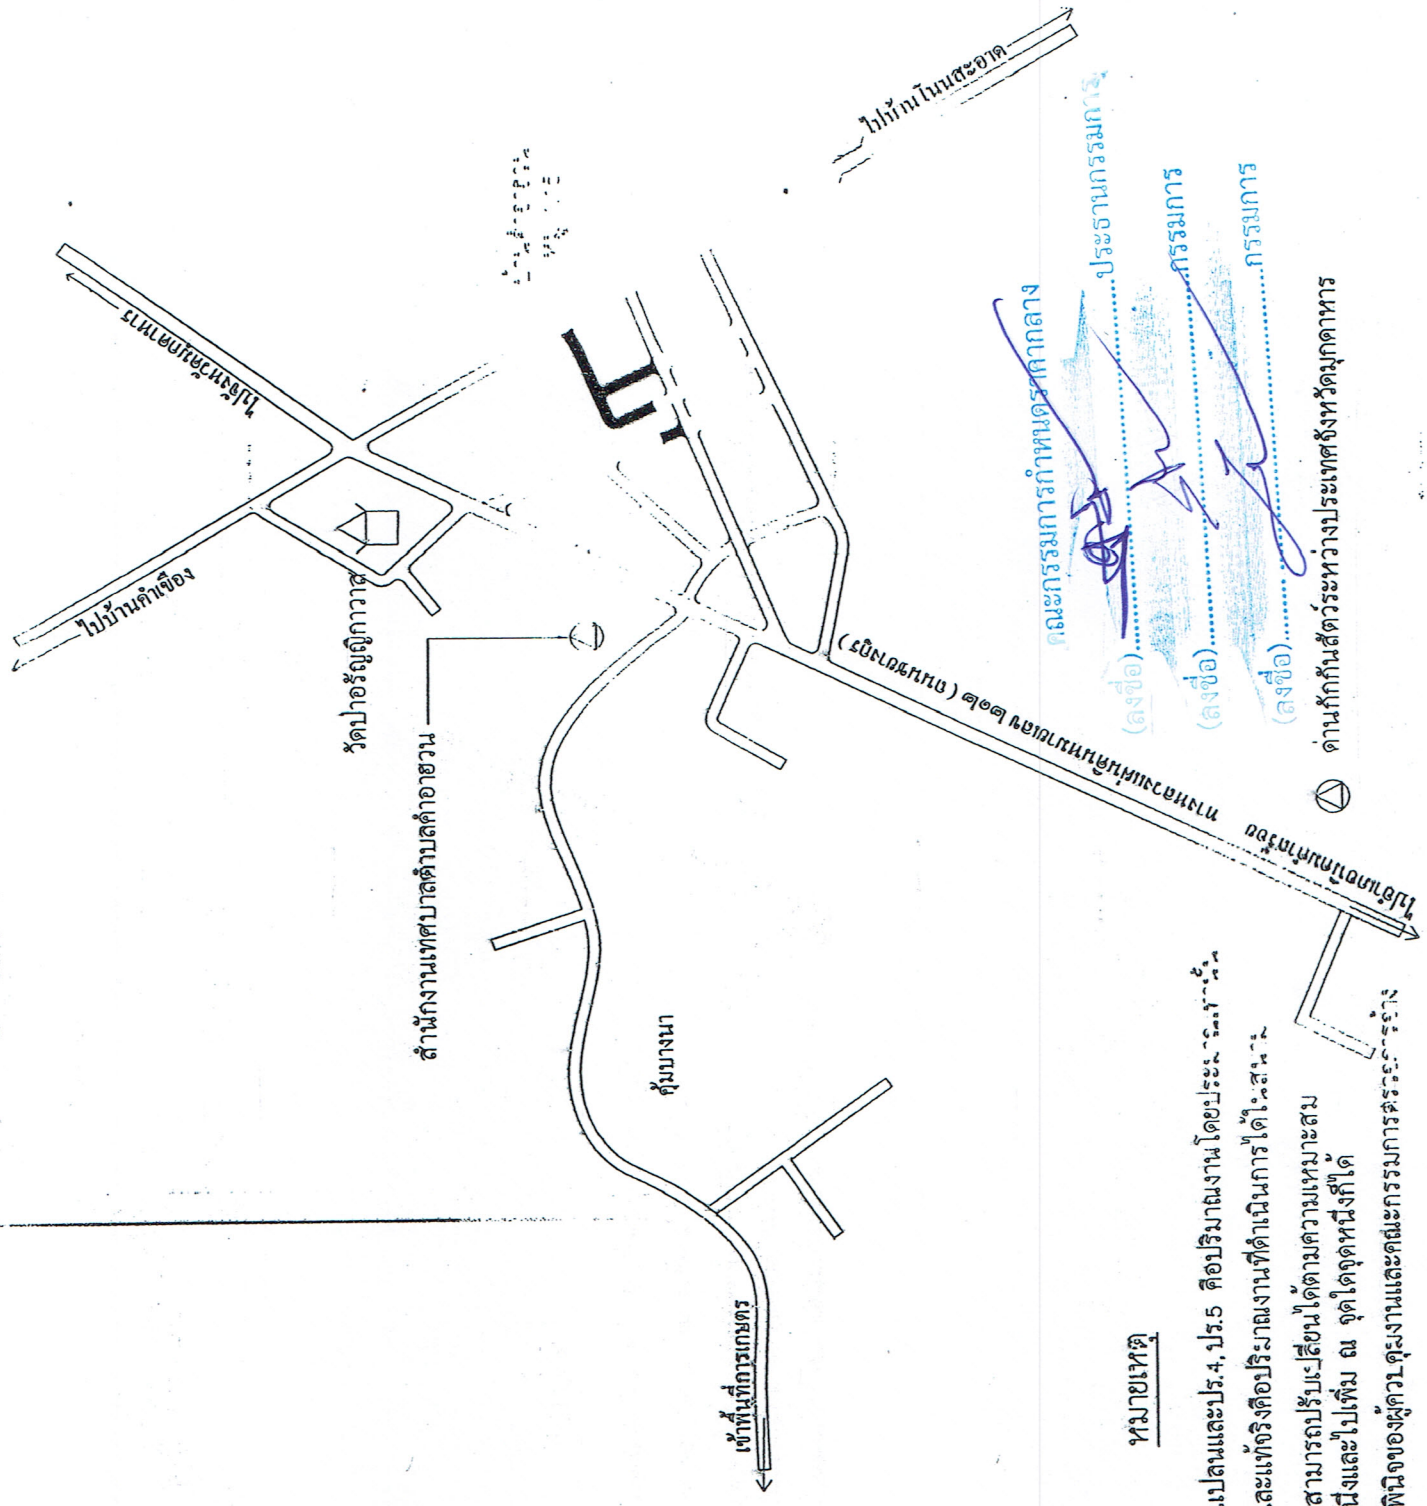 ไปบ้านโนนสะอาด
ไปจังหวัดมุกดาหาร
ไปบ้านคำเขือง
วัดป่าอรัญญิกาวาส
สำนักงานเทศบาลตำบลคำอาฮวน
ทางหลวงแผ่นดินหมายเลข ๒๑๒ ( ถนนชยางกูร )
ไปอำเภอนิคมคำสร้อย
คุ้มบางนา
เข้าพื้นที่การเกษตร
คณะกรรมการกำหนดราคากลาง
(ลงชื่อ)..........ประธานกรรมการ
(ลงชื่อ)..........กรรมการ
(ลงชื่อ)..........กรรมการ
ด่านกักกันสัตว์ระหว่างประเทศจังหวัดมุกดาหาร
หมายเหตุ
แปลนและปร.4, ปร.5 คือปริมาณงานโดยประมาณ
ละแท้จริงคือปริมาณงานที่ดำเนินการได้ใน
สามารถปรับเปลี่ยนได้ตามความเหมาะสม
นึ่งและไปเพิ่ม ณ จุดใดจุดหนึ่งก็ได้
พินิจของผู้ควบคุมงานและคณะกรรมการตรวจการจ้าง